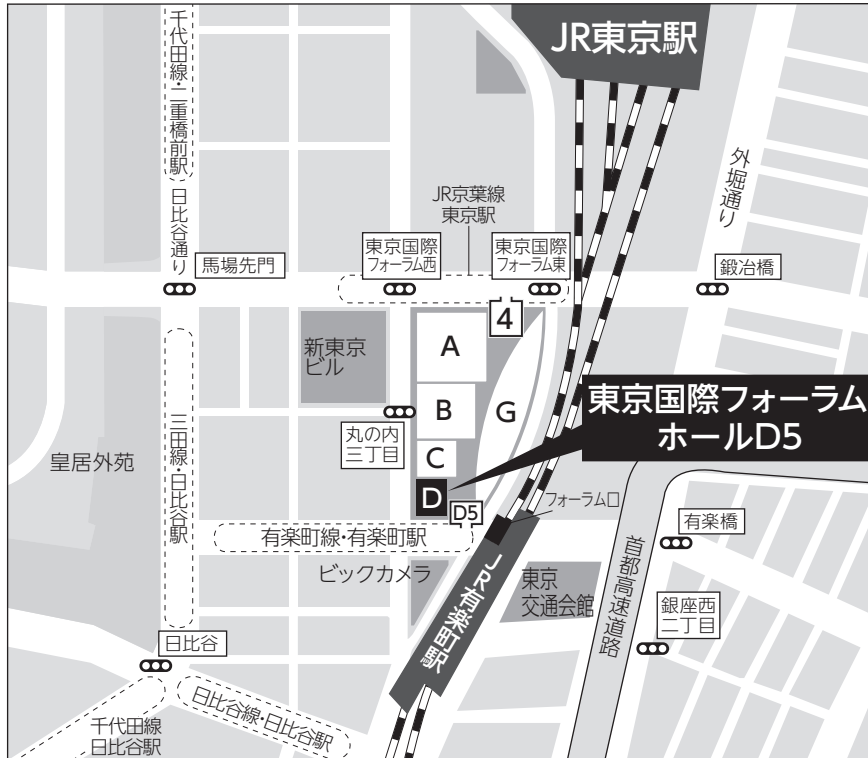 JR東京駅
千代田線・二重橋前駅
日比谷通り
外堀通り
JR京葉線
東京駅
馬場先門
東京国際
フォーラム西
東京国際
フォーラム東
鍛冶橋
4
A
新東京
ビル
B
G
東京国際フォーラム
ホールD5
丸の内
三丁目
C
三田線・日比谷駅
皇居外苑
D
D5
フォーラム口
有楽町線・有楽町駅
有楽橋
ビックカメラ
JR有楽町駅
東京
交通会館
首都高速道路
銀座西
二丁目
日比谷
日比谷線・日比谷駅
千代田線
日比谷駅